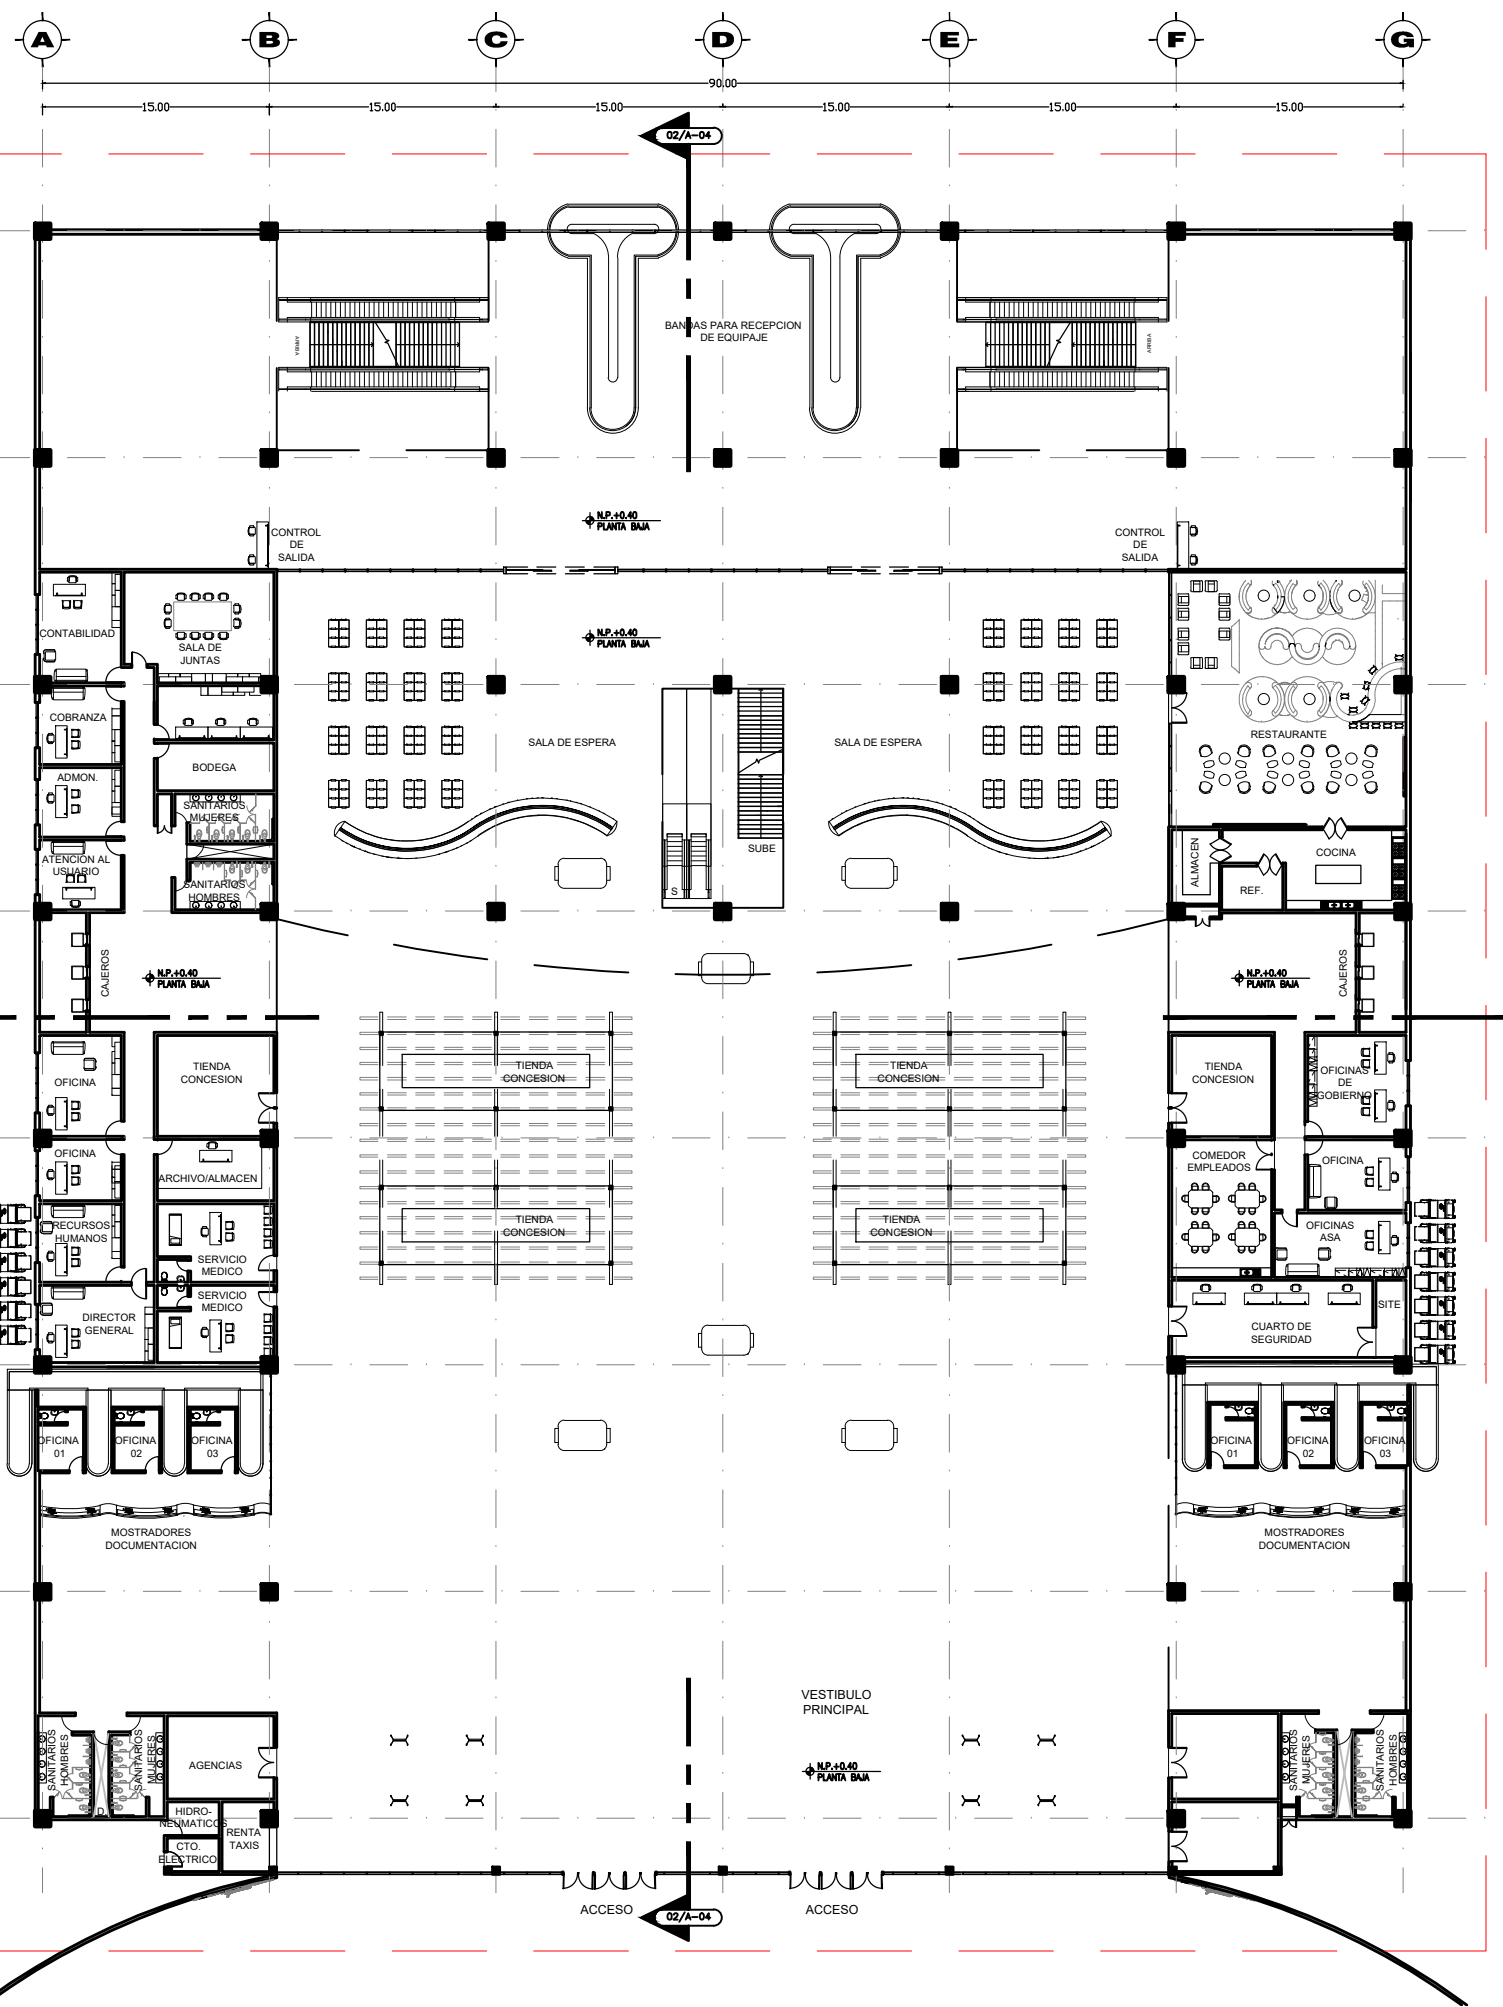 A B C D E F G
90.00
15.00 15.00 15.00 15.00 15.00 15.00
02/A-04
BANDAS PARA RECEPCION
DE EQUIPAJE
ARRIBA
ARRIBA
N.P.+0.40
PLANTA BAJA
CONTROL
DE
SALIDA
CONTROL
DE
SALIDA
CONTABILIDAD
SALA DE
JUNTAS
N.P.+0.40
PLANTA BAJA
COBRANZA
SALA DE ESPERA
SALA DE ESPERA
RESTAURANTE
BODEGA
ADMON.
SANITARIOS
MUJERES
SUBE
S
ATENCION AL
USUARIO
SANITARIOS
HOMBRES
ALMACEN
COCINA
REF.
CAJEROS
N.P.+0.40
PLANTA BAJA
N.P.+0.40
PLANTA BAJA
CAJEROS
OFICINA
TIENDA
CONCESION
TIENDA
CONCESION
TIENDA
CONCESION
TIENDA
CONCESION
OFICINAS
DE
GOBIERNO
OFICINA
ARCHIVO/ALMACEN
COMEDOR
EMPLEADOS
OFICINA
RECURSOS
HUMANOS
SERVICIO
MEDICO
TIENDA
CONCESION
TIENDA
CONCESION
OFICINAS
ASA
SERVICIO
MEDICO
DIRECTOR
GENERAL
CUARTO DE
SEGURIDAD
SITE
OFICINA
01
OFICINA
02
OFICINA
03
OFICINA
01
OFICINA
02
OFICINA
03
MOSTRADORES
DOCUMENTACION
MOSTRADORES
DOCUMENTACION
VESTIBULO
PRINCIPAL
SANITARIOS
HOMBRES
SANITARIOS
MUJERES
AGENCIAS
N.P.+0.40
PLANTA BAJA
SANITARIOS
MUJERES
SANITARIOS
HOMBRES
D
HIDRO-
NEUMATICOS
RENTA
TAXIS
CTO.
ELECTRICO
ACCESO
02/A-04
ACCESO